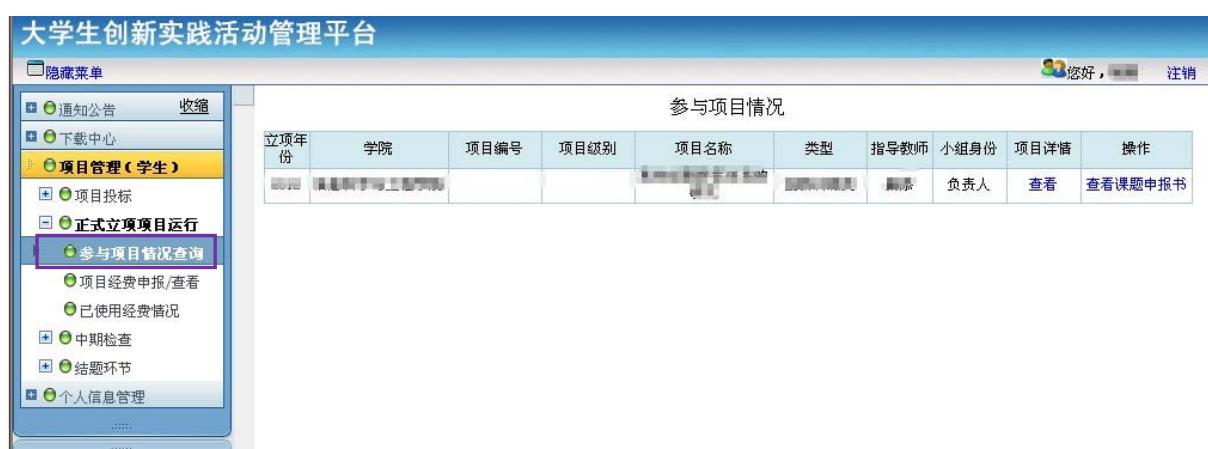 大学生创新实践活动管理平台
隐藏菜单
您好，
注销
通知公告 收缩
下载中心
项目管理(学生)
项目投标
正式立项项目运行
参与项目情况查询
项目经费申报/查看
已使用经费情况
中期检查
结题环节
个人信息管理
参与项目情况
立项年份 学院 项目编号 项目级别 项目名称 类型 指导教师 小组身份 项目详情 操作
负责人 查看 查看课题申报书